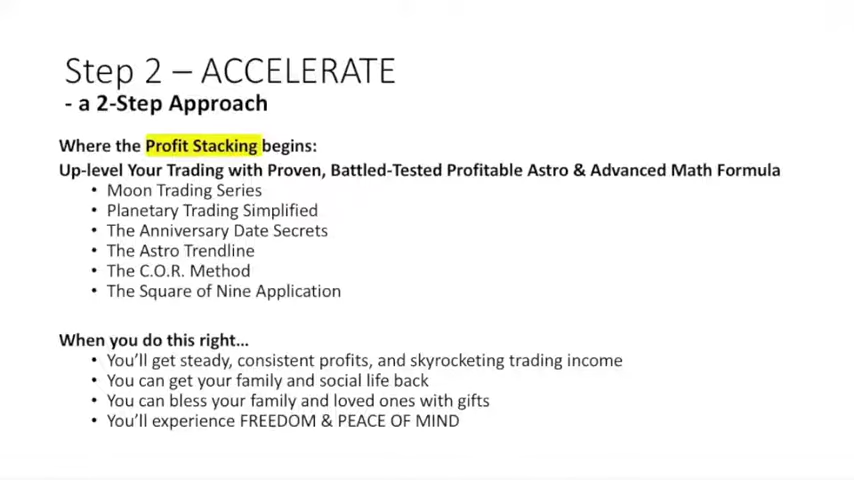 Step 2 – ACCELERATE
- a 2-Step Approach
Where the Profit Stacking begins:
Up-level Your Trading with Proven, Battled-Tested Profitable Astro & Advanced Math Formula
• Moon Trading Series
• Planetary Trading Simplified
• The Anniversary Date Secrets
• The Astro Trendline
• The C.O.R. Method
• The Square of Nine Application
When you do this right...
• You'll get steady, consistent profits, and skyrocketing trading income
• You can get your family and social life back
• You can bless your family and loved ones with gifts
• You'll experience FREEDOM & PEACE OF MIND